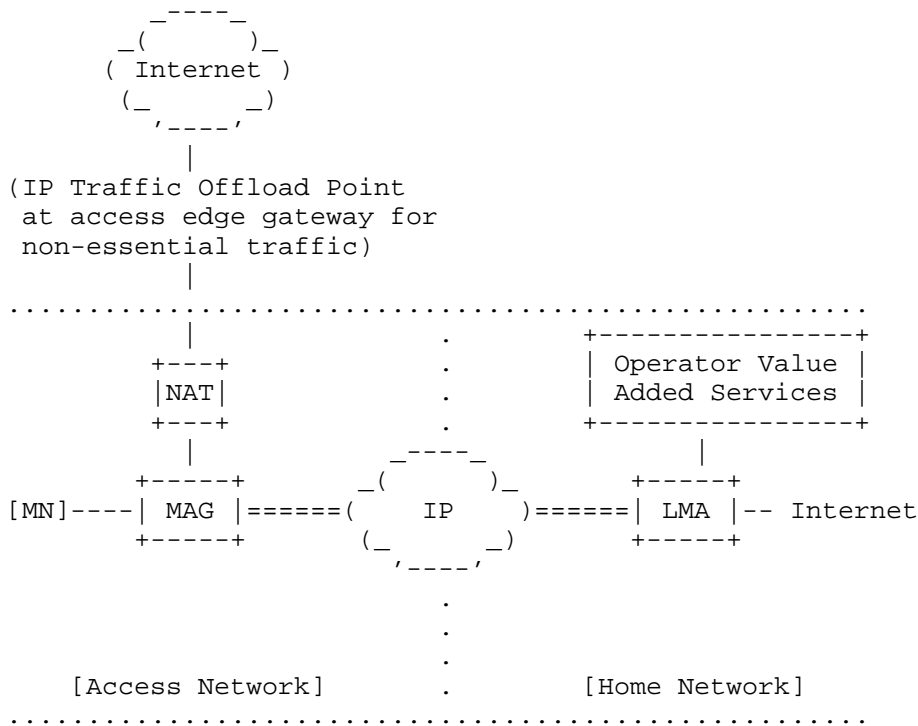 Internet
(IP Traffic Offload Point
at access edge gateway for
non-essential traffic)
NAT
Operator Value
Added Services
[MN] MAG IP LMA Internet
[Access Network] [Home Network]